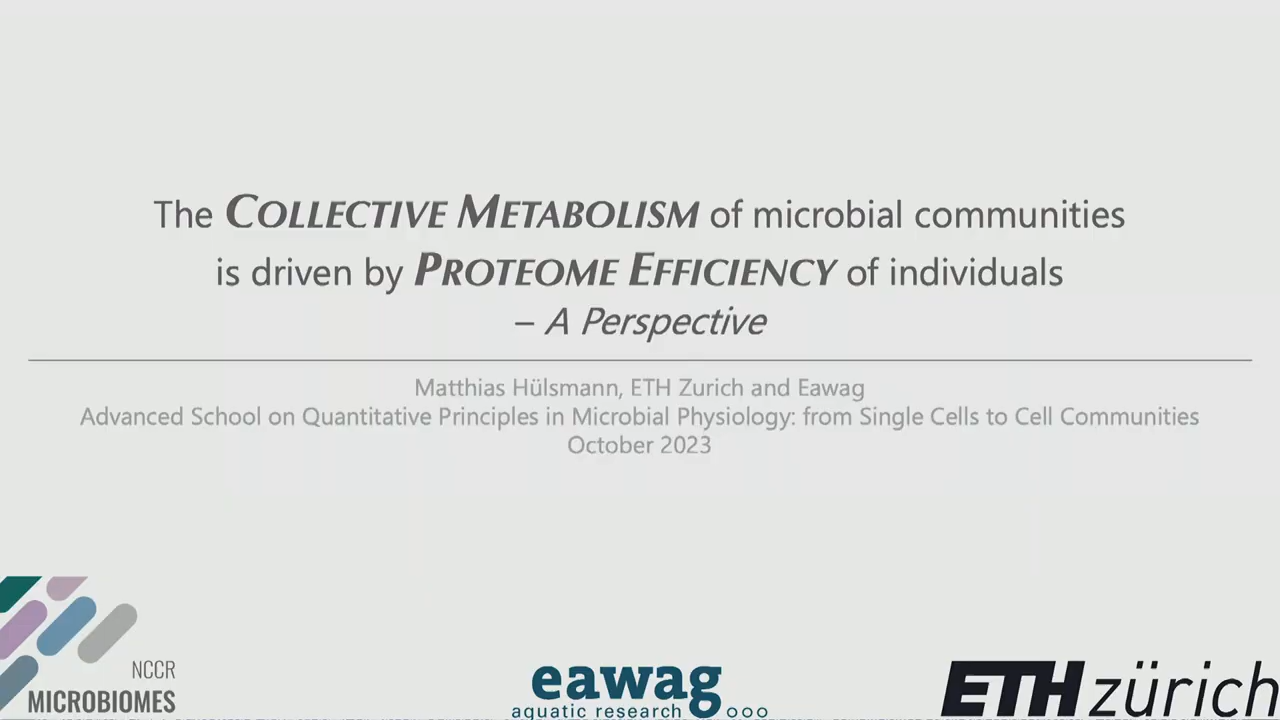 The COLLECTIVE METABOLISM of microbial communities
is driven by PROTEOME EFFICIENCY of individuals
– A Perspective
Matthias Hülsmann, ETH Zurich and Eawag
Advanced School on Quantitative Principles in Microbial Physiology: from Single Cells to Cell Communities
October 2023
NCCR
MICROBIOMES
eawag
aquatic research
ETH zürich